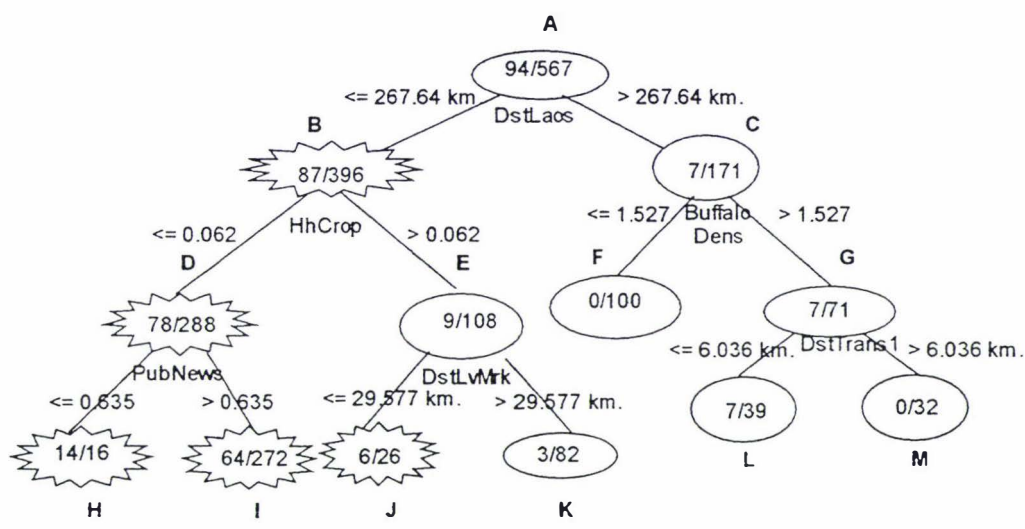 A
94/567
<= 267.64 km
> 267.64 km.
DstLaos
B
C
87/396
7/171
HhCrop
<= 0.062
> 0.062
<= 1.527
Buffalo
Dens
> 1.527
D
E
F
G
78/288
9/108
0/100
7/71
PubNews
DstLvMrk
<= 6.036 km.
DstTrans1
> 6.036 km.
<= 0.635
> 0.635
<= 29.577 km.
> 29.577 km.
7/39
0/32
14/16
64/272
6/26
3/82
L
M
H
I
J
K